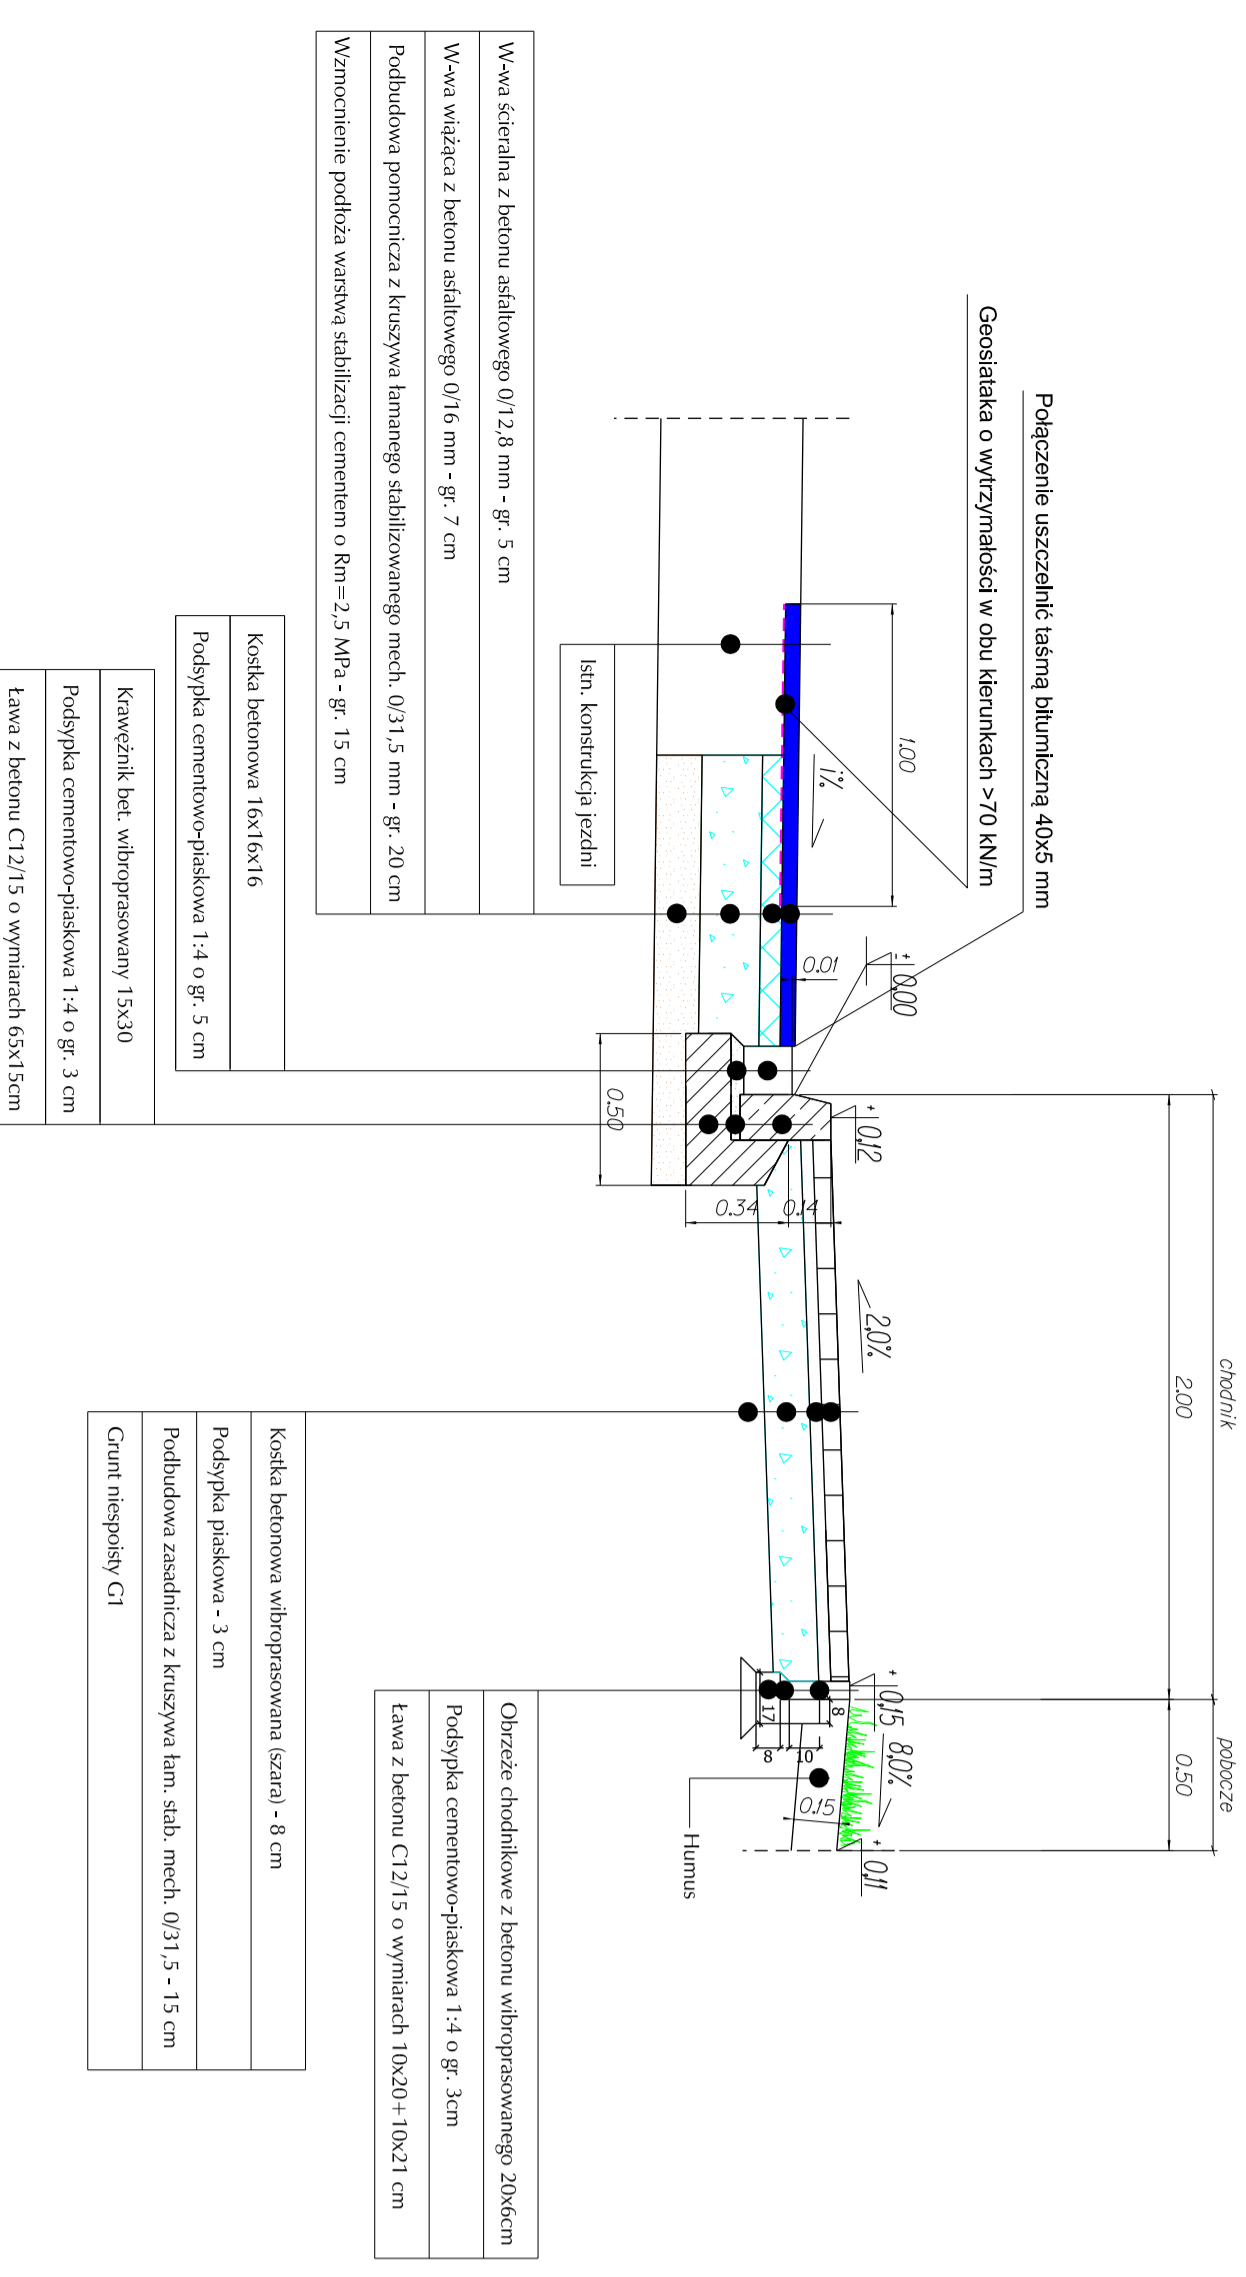 chodnik
pobocze
2.00
0.50
Połączenie uszczelnić taśmą bitumiczną 40x5 mm
Geosiataka o wytrzymałości w obu kierunkach >70 kN/m
1.00
i%
± 0,00
0.01
+ 0,12
2,0%
+ 0,15
8,0%
+ 0,11
0.34
0.14
0.50
8
17
8
10
0.15
Humus
Istn. konstrukcja jezdni
W-wa ścieralna z betonu asfaltowego 0/12,8 mm - gr. 5 cm
W-wa wiążąca z betonu asfaltowego 0/16 mm - gr. 7 cm
Podbudowa pomocnicza z kruszywa łamanego stabilizowanego mech. 0/31,5 mm - gr. 20 cm
Wzmocnienie podłoża warstwą stabilizacji cementem o Rm=2,5 MPa - gr. 15 cm
Kostka betonowa 16x16x16
Podsypka cementowo-piaskowa 1:4 o gr. 5 cm
Krawężnik bet. wibroprasowany 15x30
Podsypka cementowo-piaskowa 1:4 o gr. 3 cm
Ława z betonu C12/15 o wymiarach 65x15cm
Obrzeże chodnikowe z betonu wibroprasowanego 20x6cm
Podsypka cementowo-piaskowa 1:4 o gr. 3cm
Ława z betonu C12/15 o wymiarach 10x20+10x21 cm
Kostka betonowa wibroprasowana (szara) - 8 cm
Podsypka piaskowa - 3 cm
Podbudowa zasadnicza z kruszywa łam. stab. mech. 0/31,5 - 15 cm
Grunt niespoisty G1